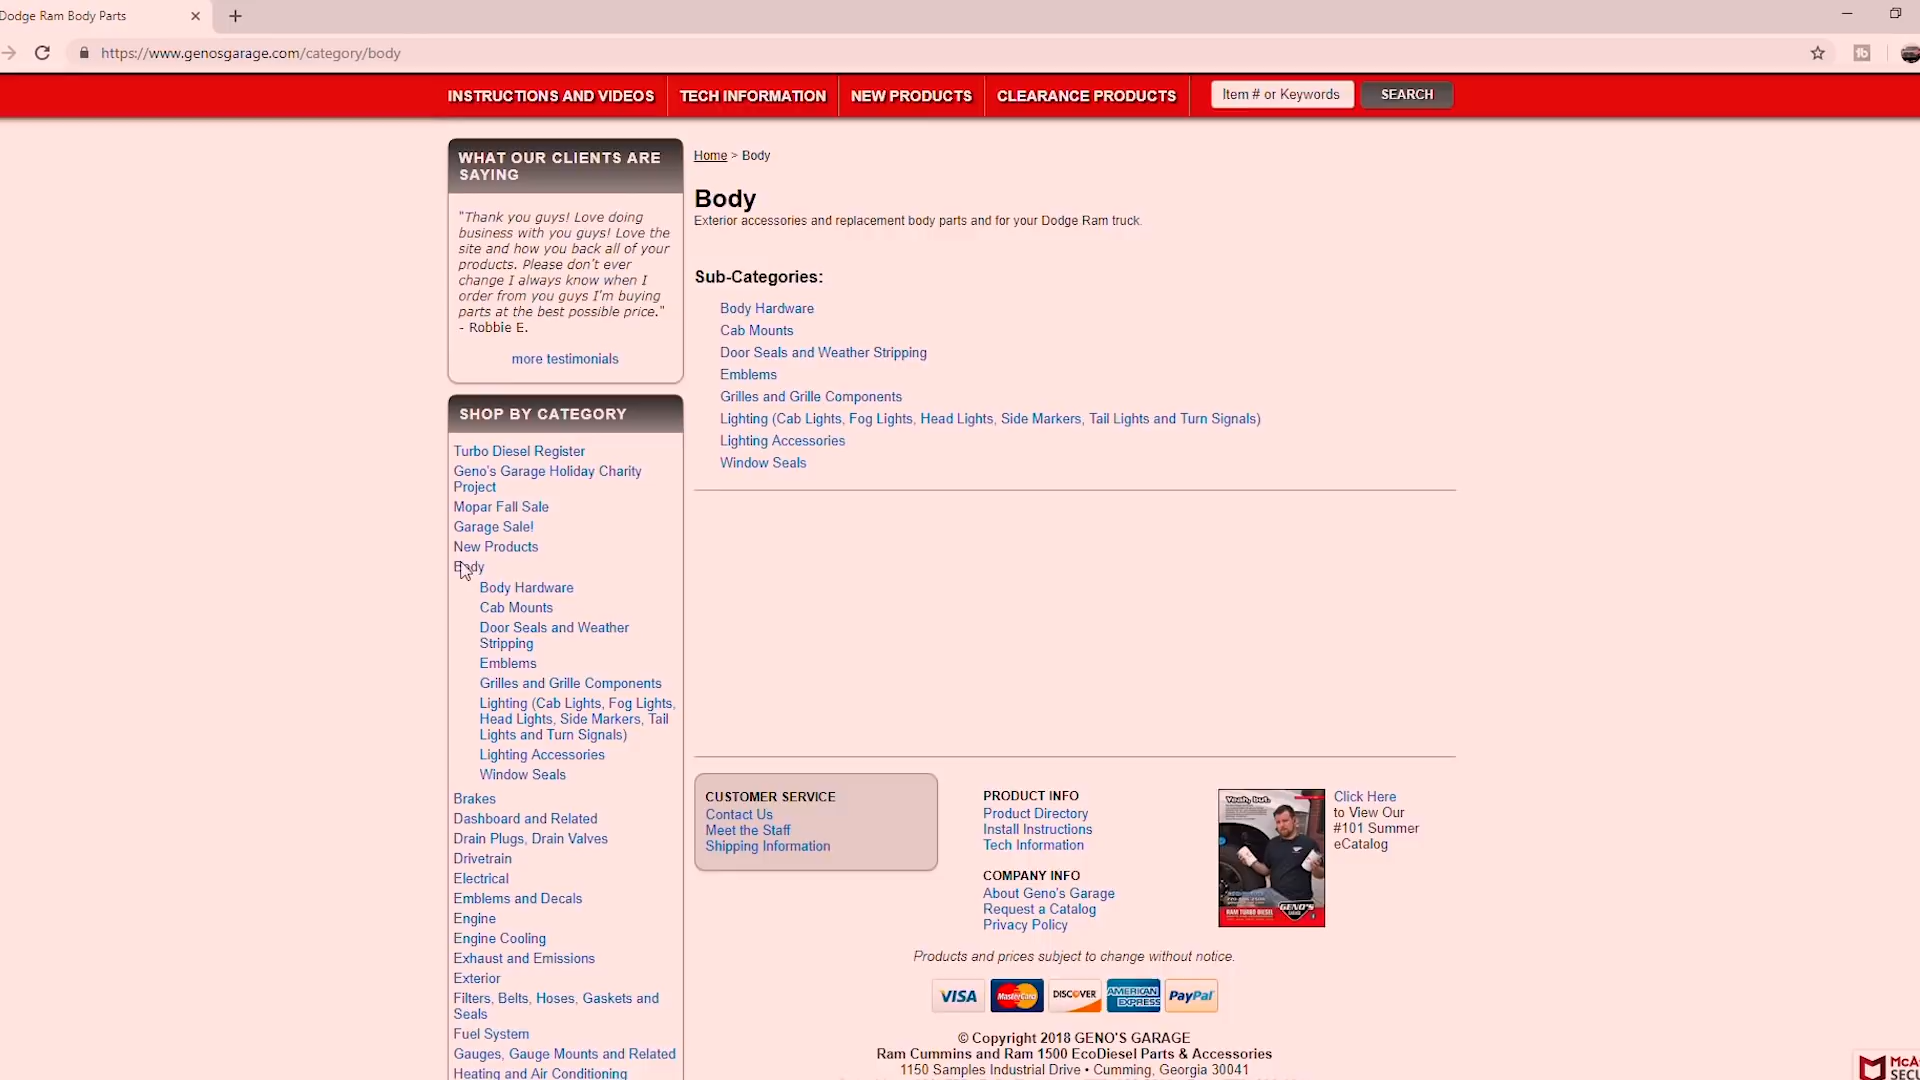 Dodge Ram Body Parts
https://www.genosgarage.com/category/body
INSTRUCTIONS AND VIDEOS
TECH INFORMATION
NEW PRODUCTS
CLEARANCE PRODUCTS
Item # or Keywords
SEARCH
WHAT OUR CLIENTS ARE
SAYING
"Thank you guys! Love doing
business with you guys! Love the
site and how you back all of your
products. Please don't ever
change I always know when I
order from you guys I'm buying
parts at the best possible price."
- Robbie E.
more testimonials
SHOP BY CATEGORY
Turbo Diesel Register
Geno's Garage Holiday Charity
Project
Mopar Fall Sale
Garage Sale!
New Products
Body
Body Hardware
Cab Mounts
Door Seals and Weather
Stripping
Emblems
Grilles and Grille Components
Lighting (Cab Lights, Fog Lights,
Head Lights, Side Markers, Tail
Lights and Turn Signals)
Lighting Accessories
Window Seals
Brakes
Dashboard and Related
Drain Plugs, Drain Valves
Drivetrain
Electrical
Emblems and Decals
Engine
Engine Cooling
Exhaust and Emissions
Exterior
Filters, Belts, Hoses, Gaskets and
Seals
Fuel System
Gauges, Gauge Mounts and Related
Heating and Air Conditioning
Home > Body
Body
Exterior accessories and replacement body parts and for your Dodge Ram truck.
Sub-Categories:
Body Hardware
Cab Mounts
Door Seals and Weather Stripping
Emblems
Grilles and Grille Components
Lighting (Cab Lights, Fog Lights, Head Lights, Side Markers, Tail Lights and Turn Signals)
Lighting Accessories
Window Seals
CUSTOMER SERVICE
Contact Us
Meet the Staff
Shipping Information
PRODUCT INFO
Product Directory
Install Instructions
Tech Information
COMPANY INFO
About Geno's Garage
Request a Catalog
Privacy Policy
Yeah, but.
GENO'S
GARAGE
RAM TURBO DIESEL
Click Here
to View Our
#101 Summer
eCatalog
Products and prices subject to change without notice.
VISA
MasterCard
DISCOVER
AMERICAN
EXPRESS
PayPal
© Copyright 2018 GENO'S GARAGE
Ram Cummins and Ram 1500 EcoDiesel Parts & Accessories
1150 Samples Industrial Drive • Cumming, Georgia 30041
McA
SECU